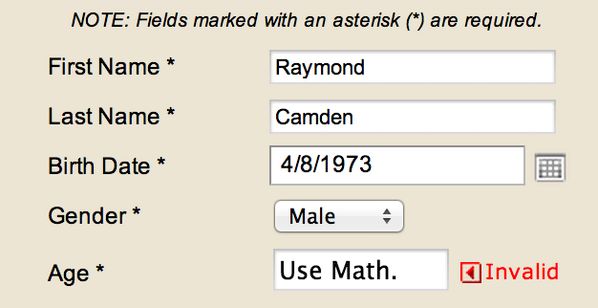 NOTE: Fields marked with an asterisk (*) are required.
First Name * Raymond
Last Name * Camden
Birth Date * 4/8/1973
Gender * Male
Age * Use Math. Invalid